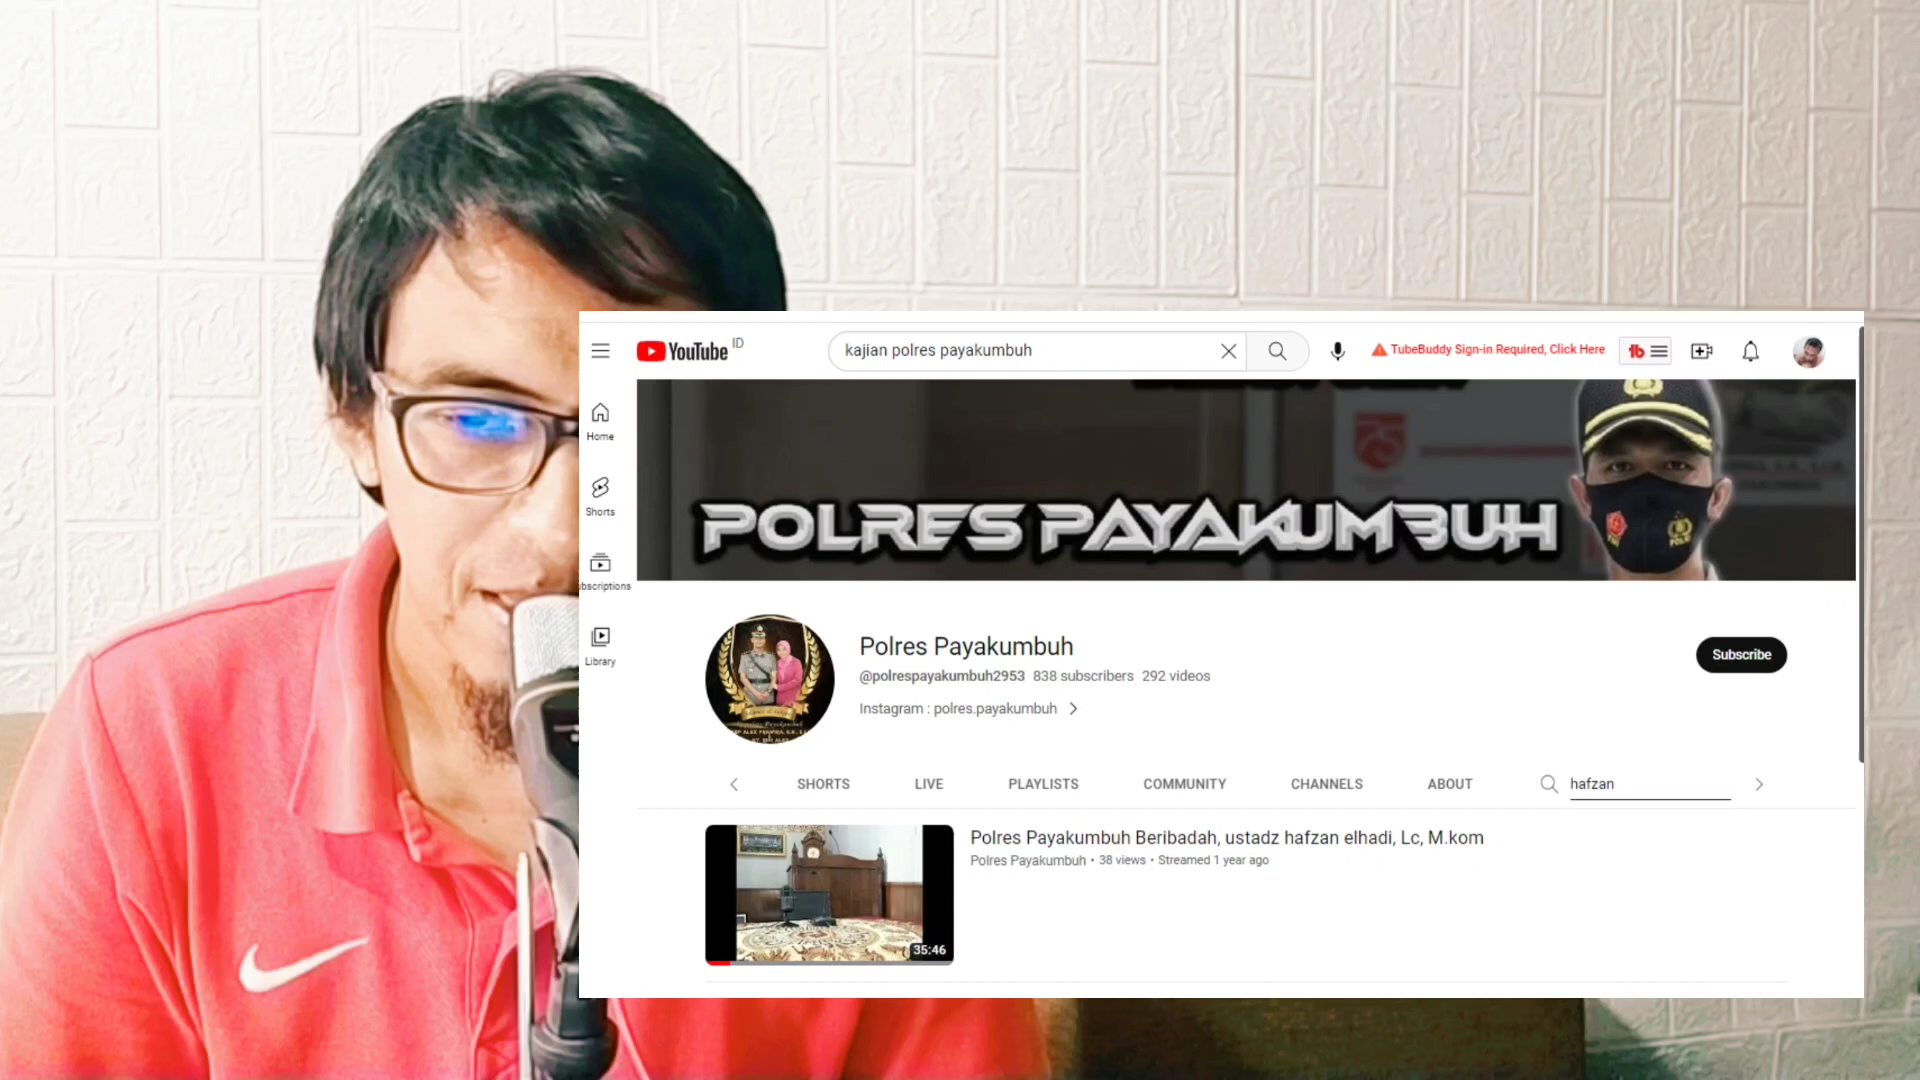 YouTube ID
kajian polres payakumbuh
TubeBuddy Sign-in Required, Click Here
Home
Shorts
bscriptions
Library
POLRES PAYAKUMBUH
Polres Payakumbuh
@polrespayakumbuh2953 838 subscribers 292 videos
Instagram : polres.payakumbuh
Subscribe
SHORTS LIVE PLAYLISTS COMMUNITY CHANNELS ABOUT hafzan
Polres Payakumbuh Beribadah, ustadz hafzan elhadi, Lc, M.kom
Polres Payakumbuh • 38 views • Streamed 1 year ago
35:46